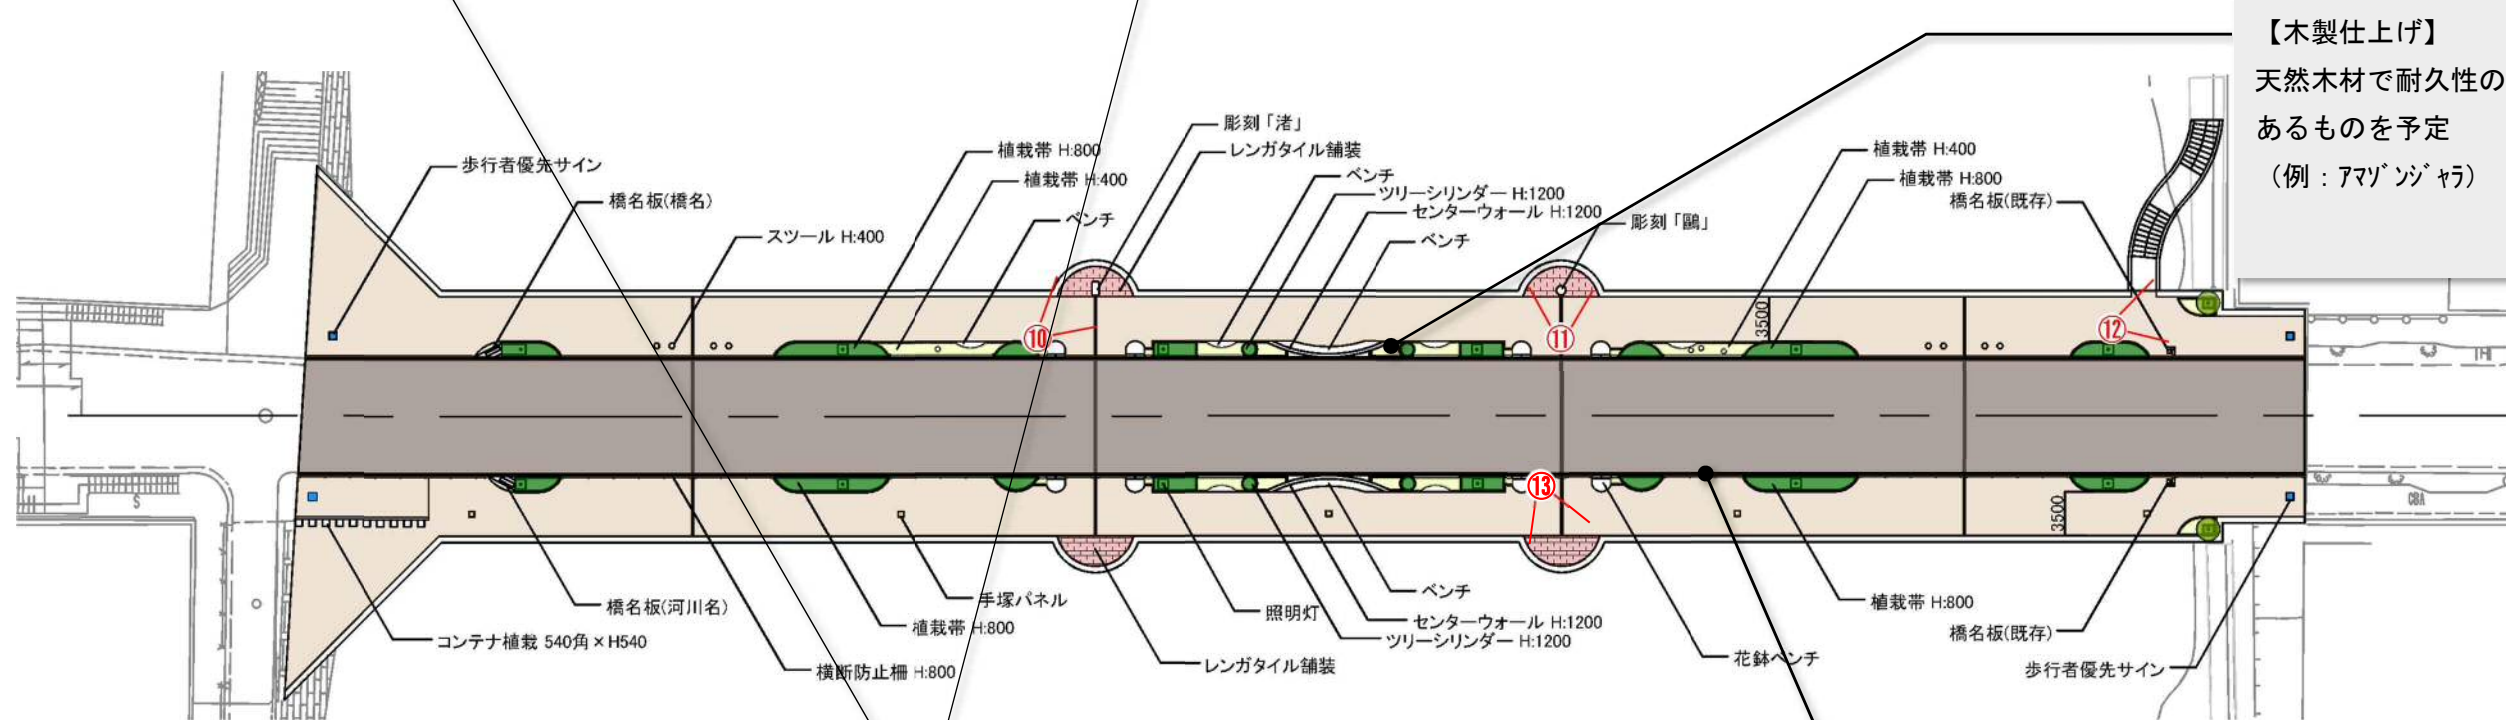 【木製仕上げ】
天然木材で耐久性の
あるものを予定
（例：ｱﾏｿﾞﾝｼﾞｬﾗ）
彫刻「渚」
レンガタイル舗装
植栽帯 H:800
植栽帯 H:400
ベンチ
歩行者優先サイン
橋名板(橋名)
スツール H:400
ベンチ
ツリーシリンダー H:1200
センターウォール H:1200
ベンチ
彫刻「鷗」
植栽帯 H:400
植栽帯 H:800
橋名板(既存)
3500
⑩
⑪
⑫
⑬
3500
S
CBA
橋名板(河川名)
コンテナ植栽 540角×H540
手塚パネル
植栽帯 H:800
横断防止柵 H:800
照明灯
レンガタイル舗装
ベンチ
センターウォール H:1200
ツリーシリンダー H:1200
花鉢ベンチ
植栽帯 H:800
橋名板(既存)
歩行者優先サイン